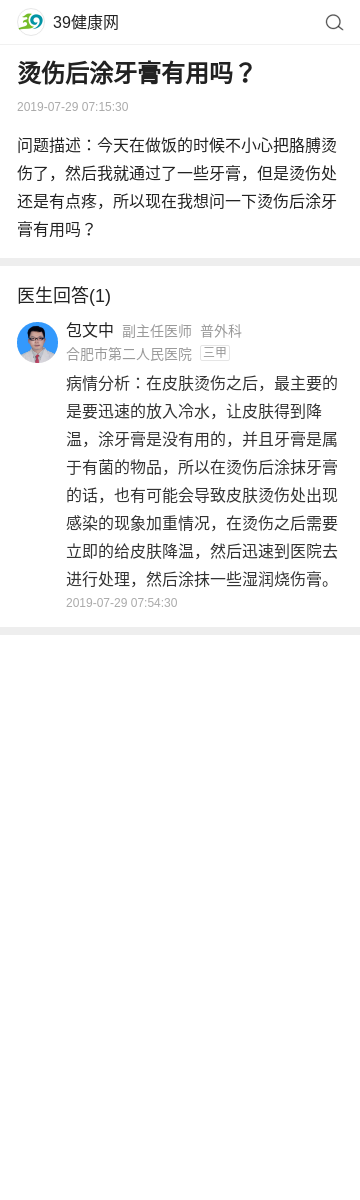 39健康网
烫伤后涂牙膏有用吗？
2019-07-29 07:15:30
问题描述：今天在做饭的时候不小心把胳膊烫
伤了，然后我就通过了一些牙膏，但是烫伤处
还是有点疼，所以现在我想问一下烫伤后涂牙
膏有用吗？
医生回答(1)
包文中 副主任医师 普外科
合肥市第二人民医院 三甲
病情分析：在皮肤烫伤之后，最主要的
是要迅速的放入冷水，让皮肤得到降
温，涂牙膏是没有用的，并且牙膏是属
于有菌的物品，所以在烫伤后涂抹牙膏
的话，也有可能会导致皮肤烫伤处出现
感染的现象加重情况，在烫伤之后需要
立即的给皮肤降温，然后迅速到医院去
进行处理，然后涂抹一些湿润烧伤膏。
2019-07-29 07:54:30